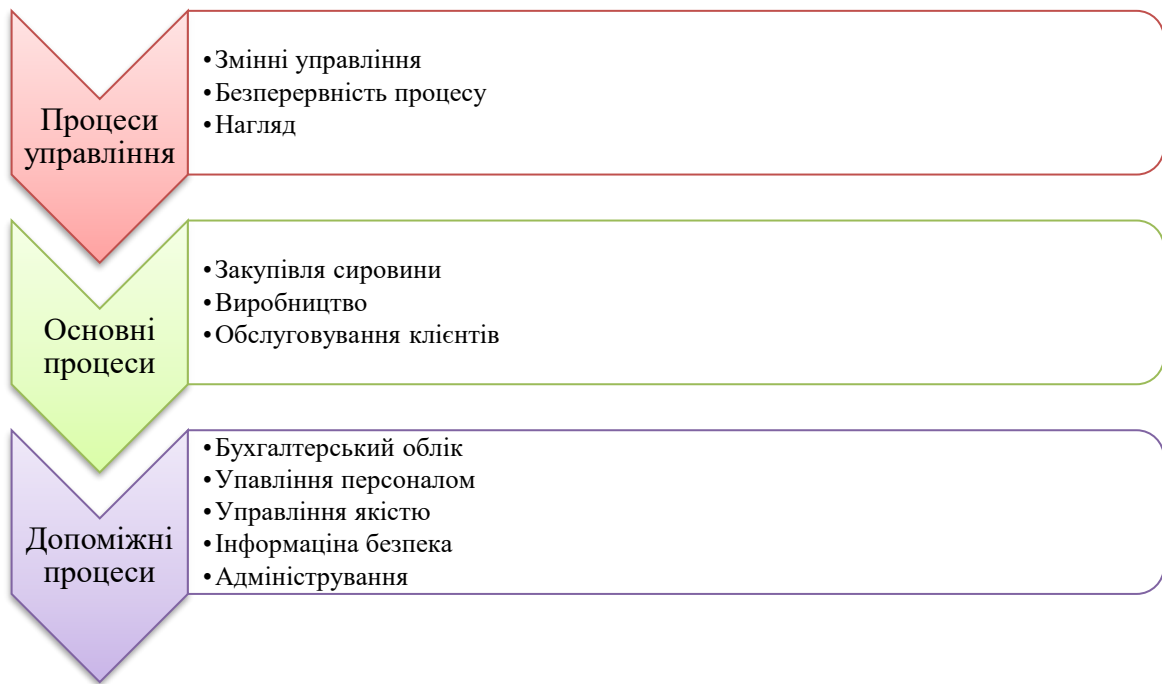 Процеси
управління
•Змінні управління
•Безперервність процесу
•Нагляд
Основні
процеси
•Закупівля сировини
•Виробництво
•Обслуговування клієнтів
Допоміжні
процеси
•Бухгалтерський облік
•Упавління персоналом
•Управління якістю
•Інформаціна безпека
•Адміністрування